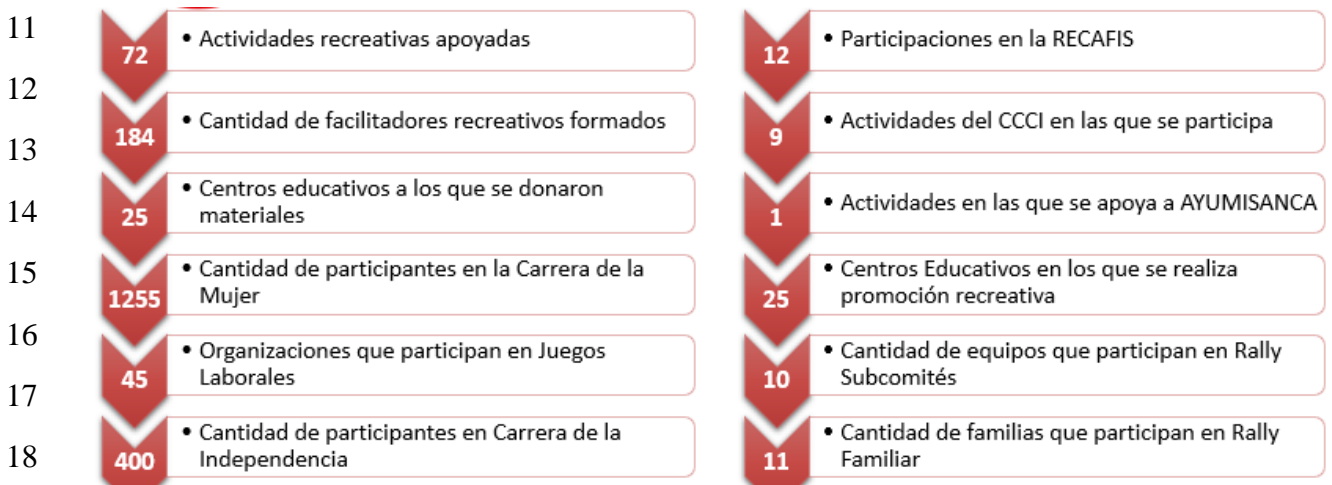 11
72
• Actividades recreativas apoyadas
12
184
• Cantidad de facilitadores recreativos formados
13
25
• Centros educativos a los que se donaron
materiales
14
1255
• Cantidad de participantes en la Carrera de la
Mujer
15
45
• Organizaciones que participan en Juegos
Laborales
16
400
• Cantidad de participantes en Carrera de la
Independencia
17
18
12
• Participaciones en la RECAFIS
9
• Actividades del CCCI en las que se participa
1
• Actividades en las que se apoya a AYUMISANCA
25
• Centros Educativos en los que se realiza
promoción recreativa
10
• Cantidad de equipos que participan en Rally
Subcomités
11
• Cantidad de familias que participan en Rally
Familiar